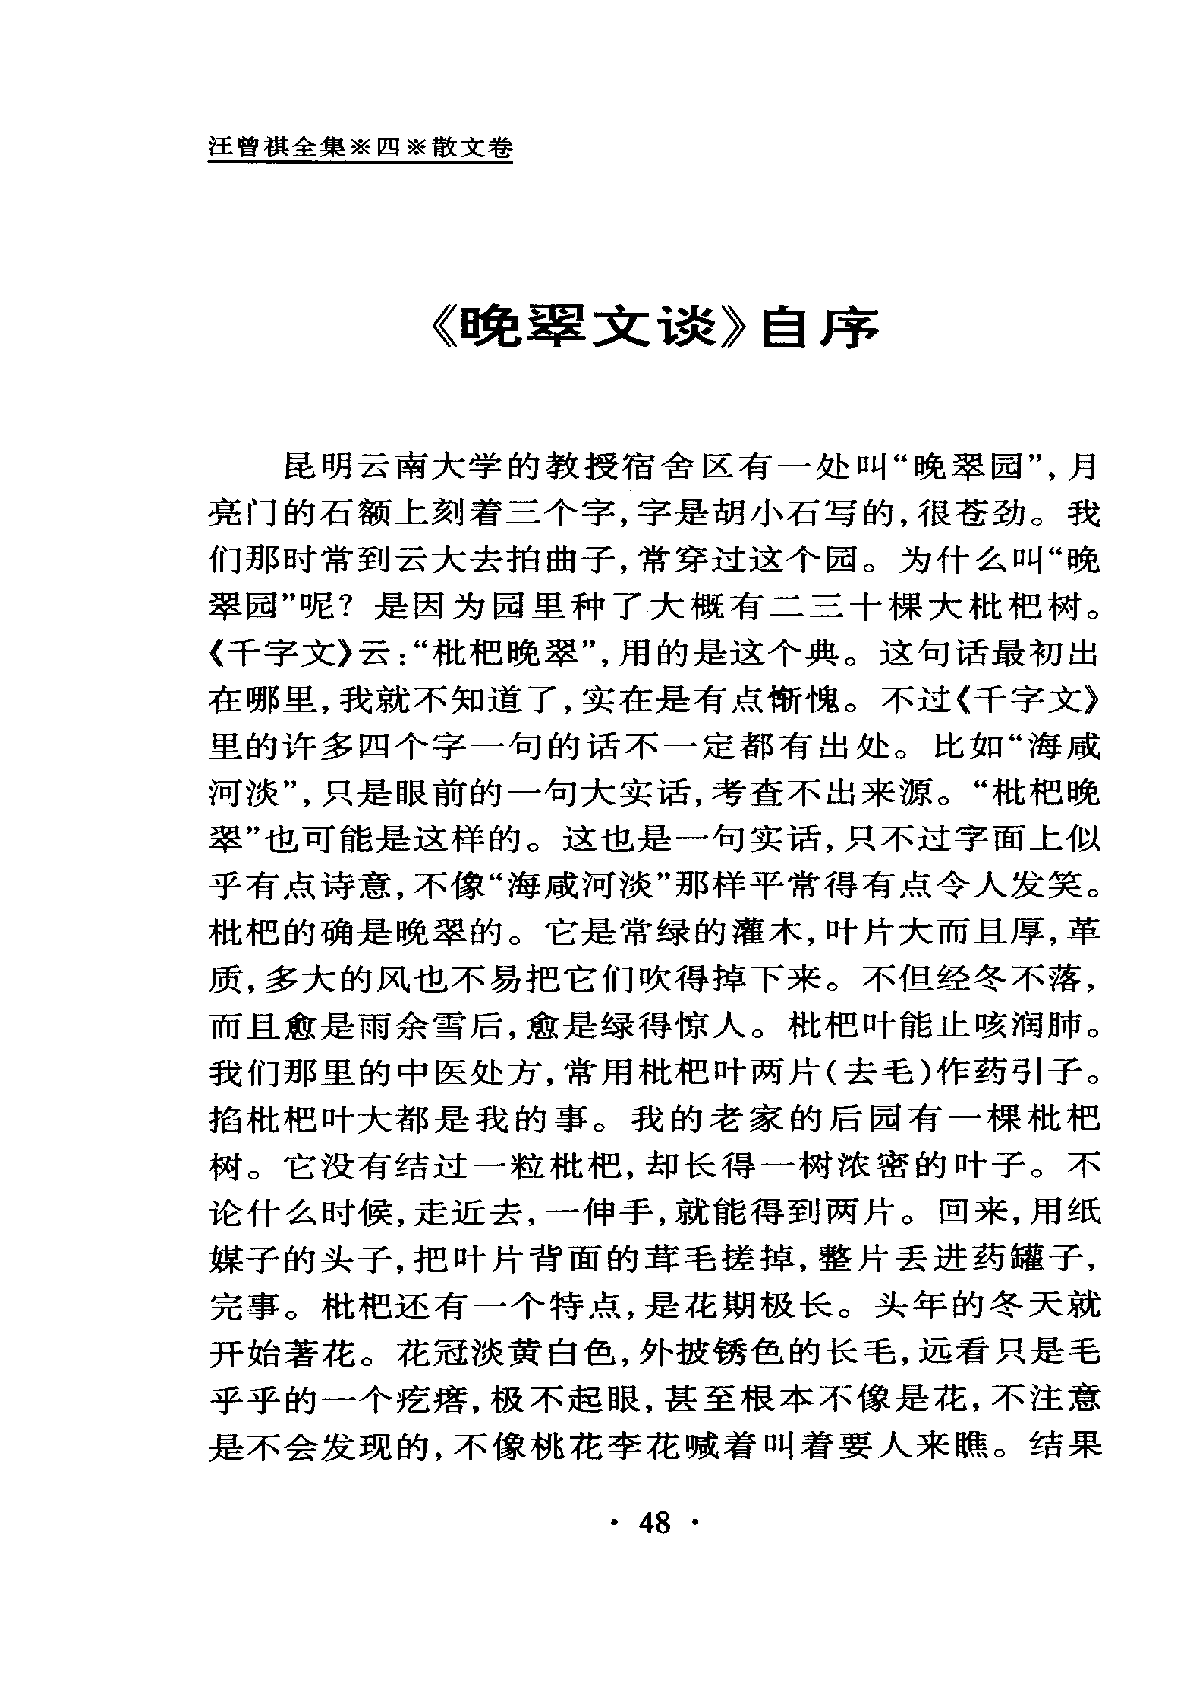 汪曾祺全集※四※散文卷
《晚翠文谈》自序
昆明云南大学的教授宿舍区有一处叫“晚翠园”,月
亮门的石额上刻着三个字,字是胡小石写的,很苍劲。我
们那时常到云大去拍曲子,常穿过这个园。为什么叫“晚
翠园”呢?是因为园里种了大概有二三十棵大枇杷树。
《千字文》云:“枇杷晚翠”,用的是这个典。这句话最初出
在哪里,我就不知道了,实在是有点惭愧。不过《千字文》
里的许多四个字一句的话不一定都有出处。比如“海咸
河淡”,只是眼前的一句大实话,考查不出来源。“枇杷晚
翠”也可能是这样的。这也是一句实话,只不过字面上似
乎有点诗意,不像“海咸河淡”那样平常得有点令人发笑。
枇杷的确是晚翠的。它是常绿的灌木,叶片大而且厚,革
质,多大的风也不易把它们吹得掉下来。不但经冬不落,
而且愈是雨余雪后,愈是绿得惊人。枇杷叶能止咳润肺。
我们那里的中医处方,常用枇杷叶两片(去毛)作药引子。
掐枇杷叶大都是我的事。我的老家的后园有一棵枇杷
树。它没有结过一粒枇杷,却长得一树浓密的叶子。不
论什么时候,走近去,一伸手,就能得到两片。回来,用纸
媒子的头子,把叶片背面的茸毛搓掉,整片丢进药罐子,
完事。枇杷还有一个特点,是花期极长。头年的冬天就
开始著花。花冠淡黄白色,外披锈色的长毛,远看只是毛
乎乎的一个疙瘩,极不起眼,甚至根本不像是花,不注意
是不会发现的,不像桃花李花喊着叫着要人来瞧。结果
· 48 ·